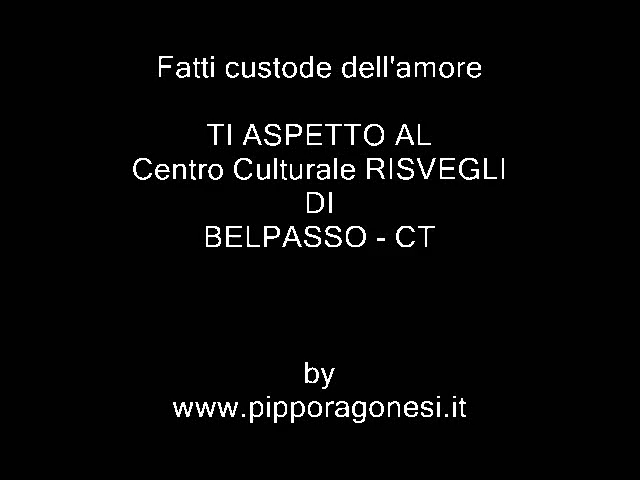 Fatti custode dell'amore
TI ASPETTO AL
Centro Culturale RISVEGLI
DI
BELPASSO - CT
by
www.pipporagonesi.it